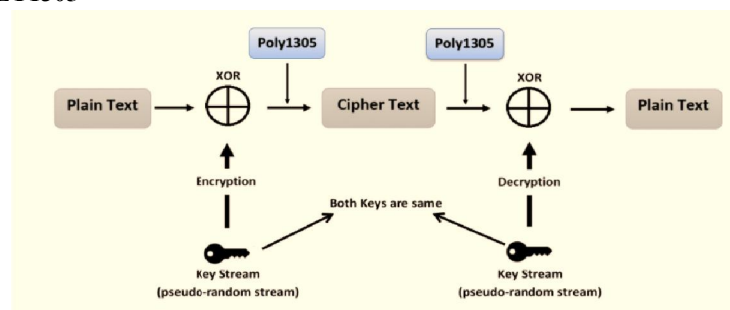 Poly1305
Poly1305
XOR
XOR
Plain Text
Cipher Text
Plain Text
Encryption
Decryption
Both Keys are same
Key Stream
(pseudo-random stream)
Key Stream
(pseudo-random stream)